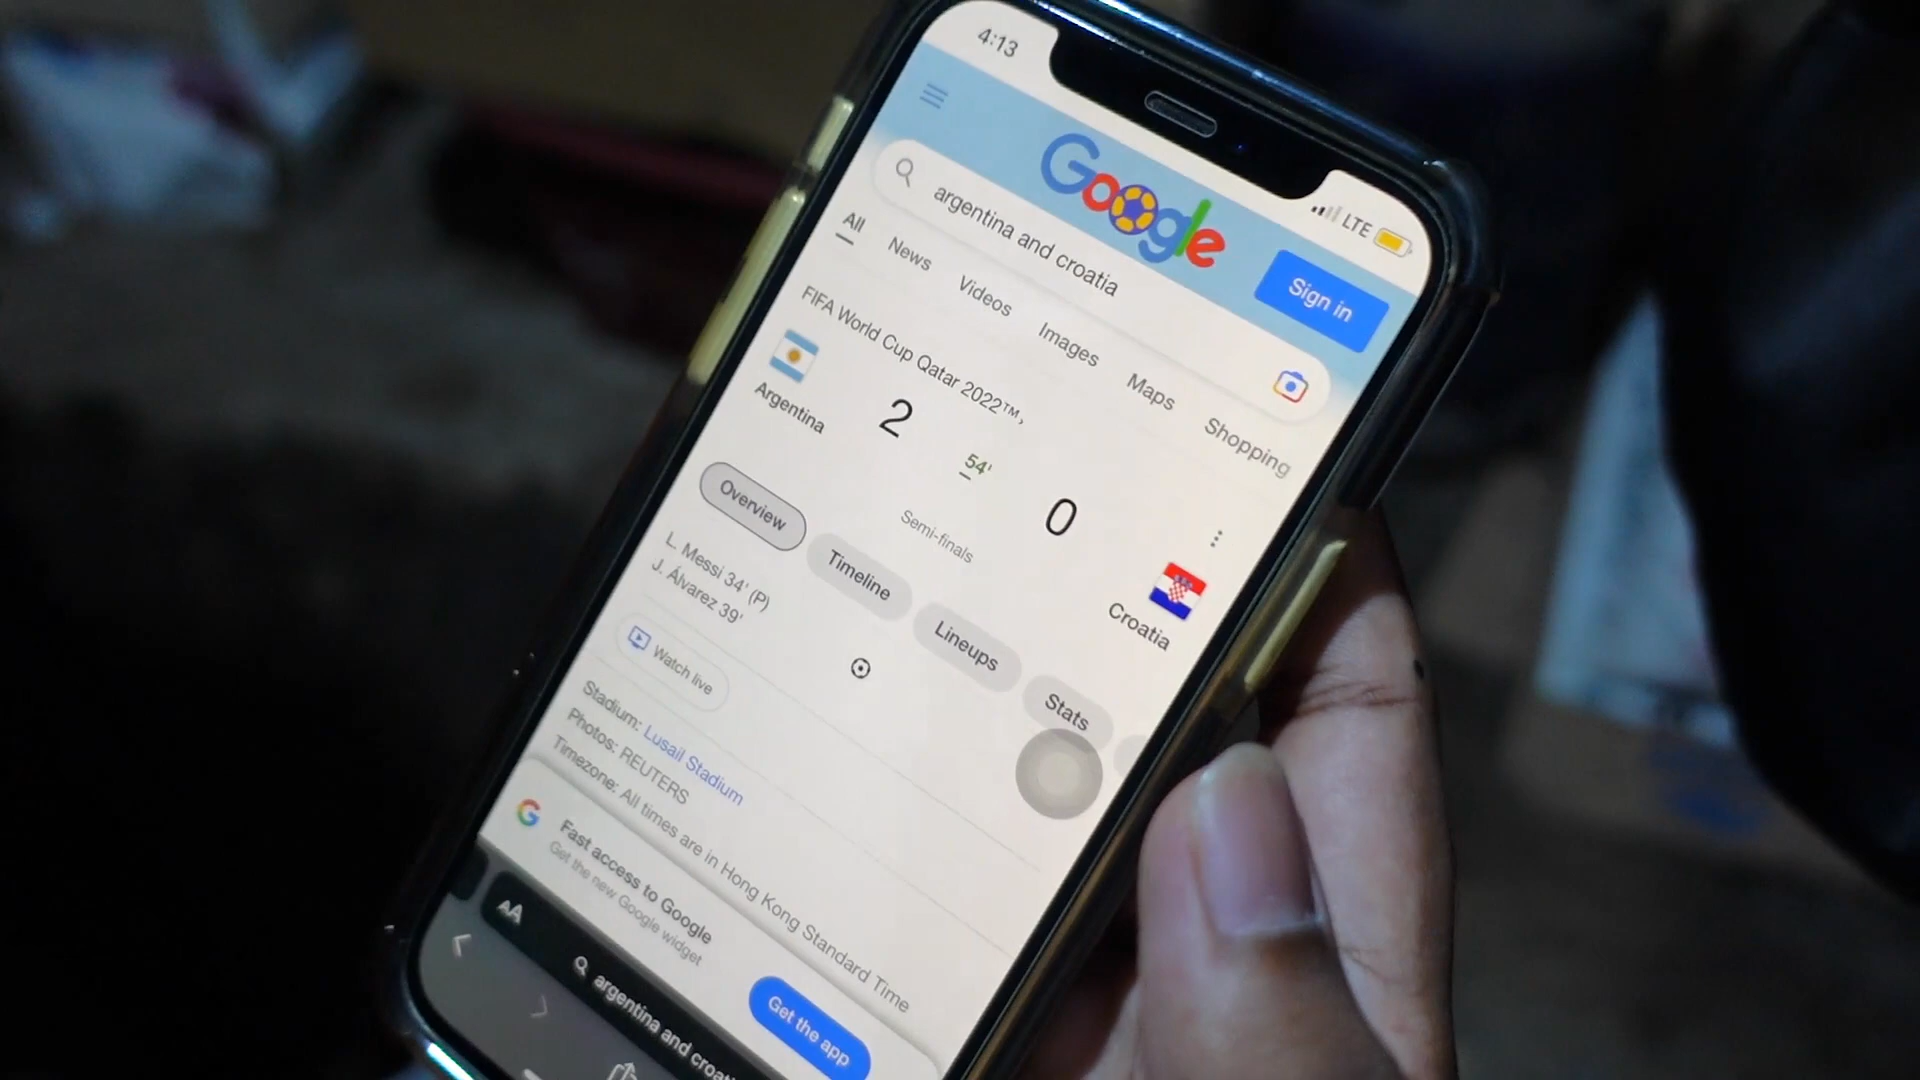 4:13
LTE
Google
Sign in
argentina and croatia
All News Videos Images Maps Shopping
FIFA World Cup Qatar 2022™,
Argentina
2
54'
0
Croatia
Semi-finals
Overview Timeline Lineups Stats
L. Messi 34' (P)
J. Álvarez 39'
Watch live
Stadium: Lusail Stadium
Photos: REUTERS
Timezone: All times are in Hong Kong Standard Time
G
Fast access to Google
Get the new Google widget
Get the app
AA
argentina and croati